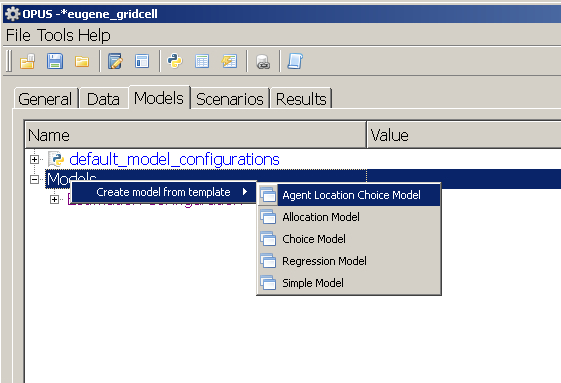 OPUS -*eugene_gridcell
File Tools Help
General Data Models Scenarios Results
Name Value
default_model_configurations
Models
Create model from template
Agent Location Choice Model
Allocation Model
Choice Model
Regression Model
Simple Model